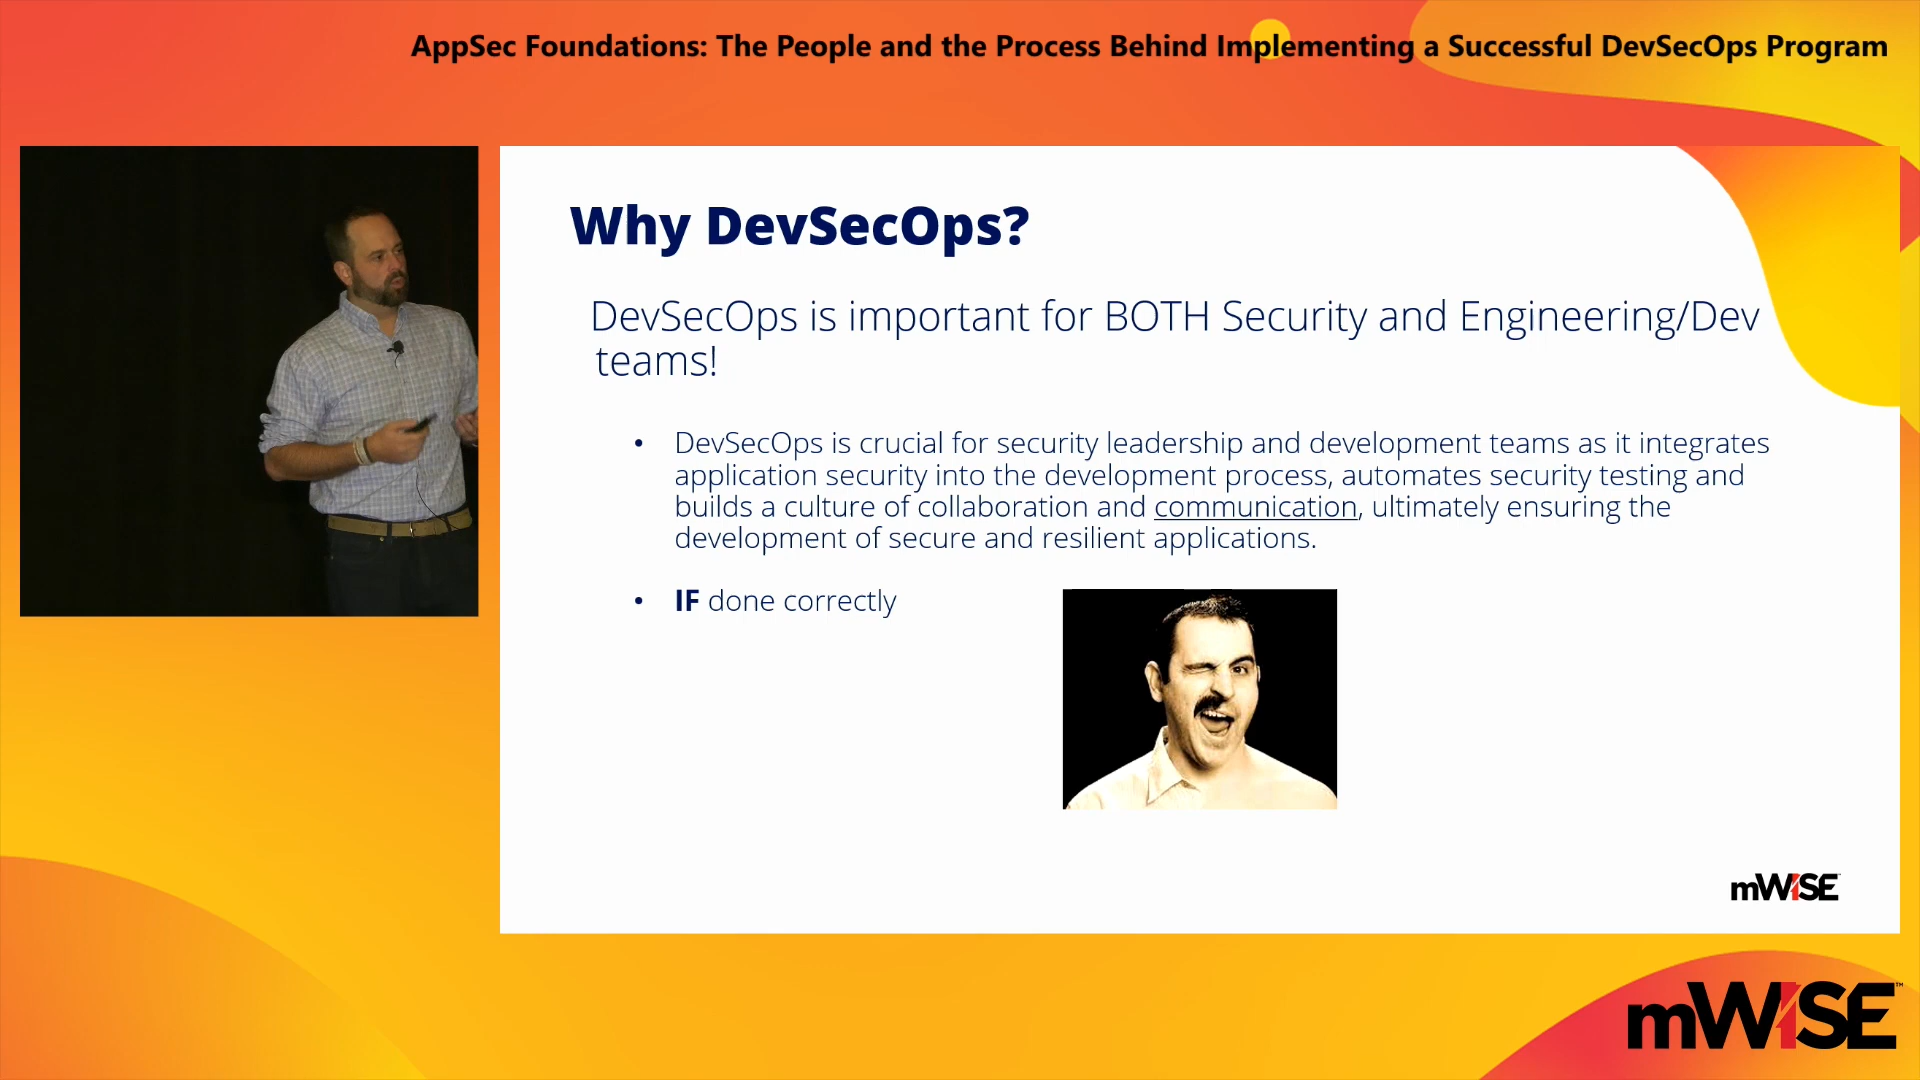 AppSec Foundations: The People and the Process Behind Implementing a Successful DevSecOps Program
Why DevSecOps?
DevSecOps is important for BOTH Security and Engineering/Dev
teams!
• DevSecOps is crucial for security leadership and development teams as it integrates
application security into the development process, automates security testing and
builds a culture of collaboration and communication, ultimately ensuring the
development of secure and resilient applications.
• IF done correctly
mWISE
mWISE™